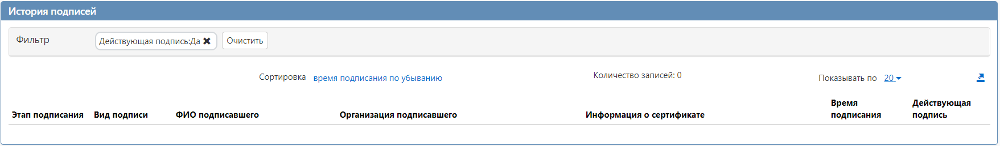 История подписей
Фильтр Действующая подпись:Да ✖ Очистить
Сортировка время подписания по убыванию Количество записей: 0 Показывать по 20
Этап подписания Вид подписи ФИО подписавшего Организация подписавшего Информация о сертификате Время подписания Действующая подпись